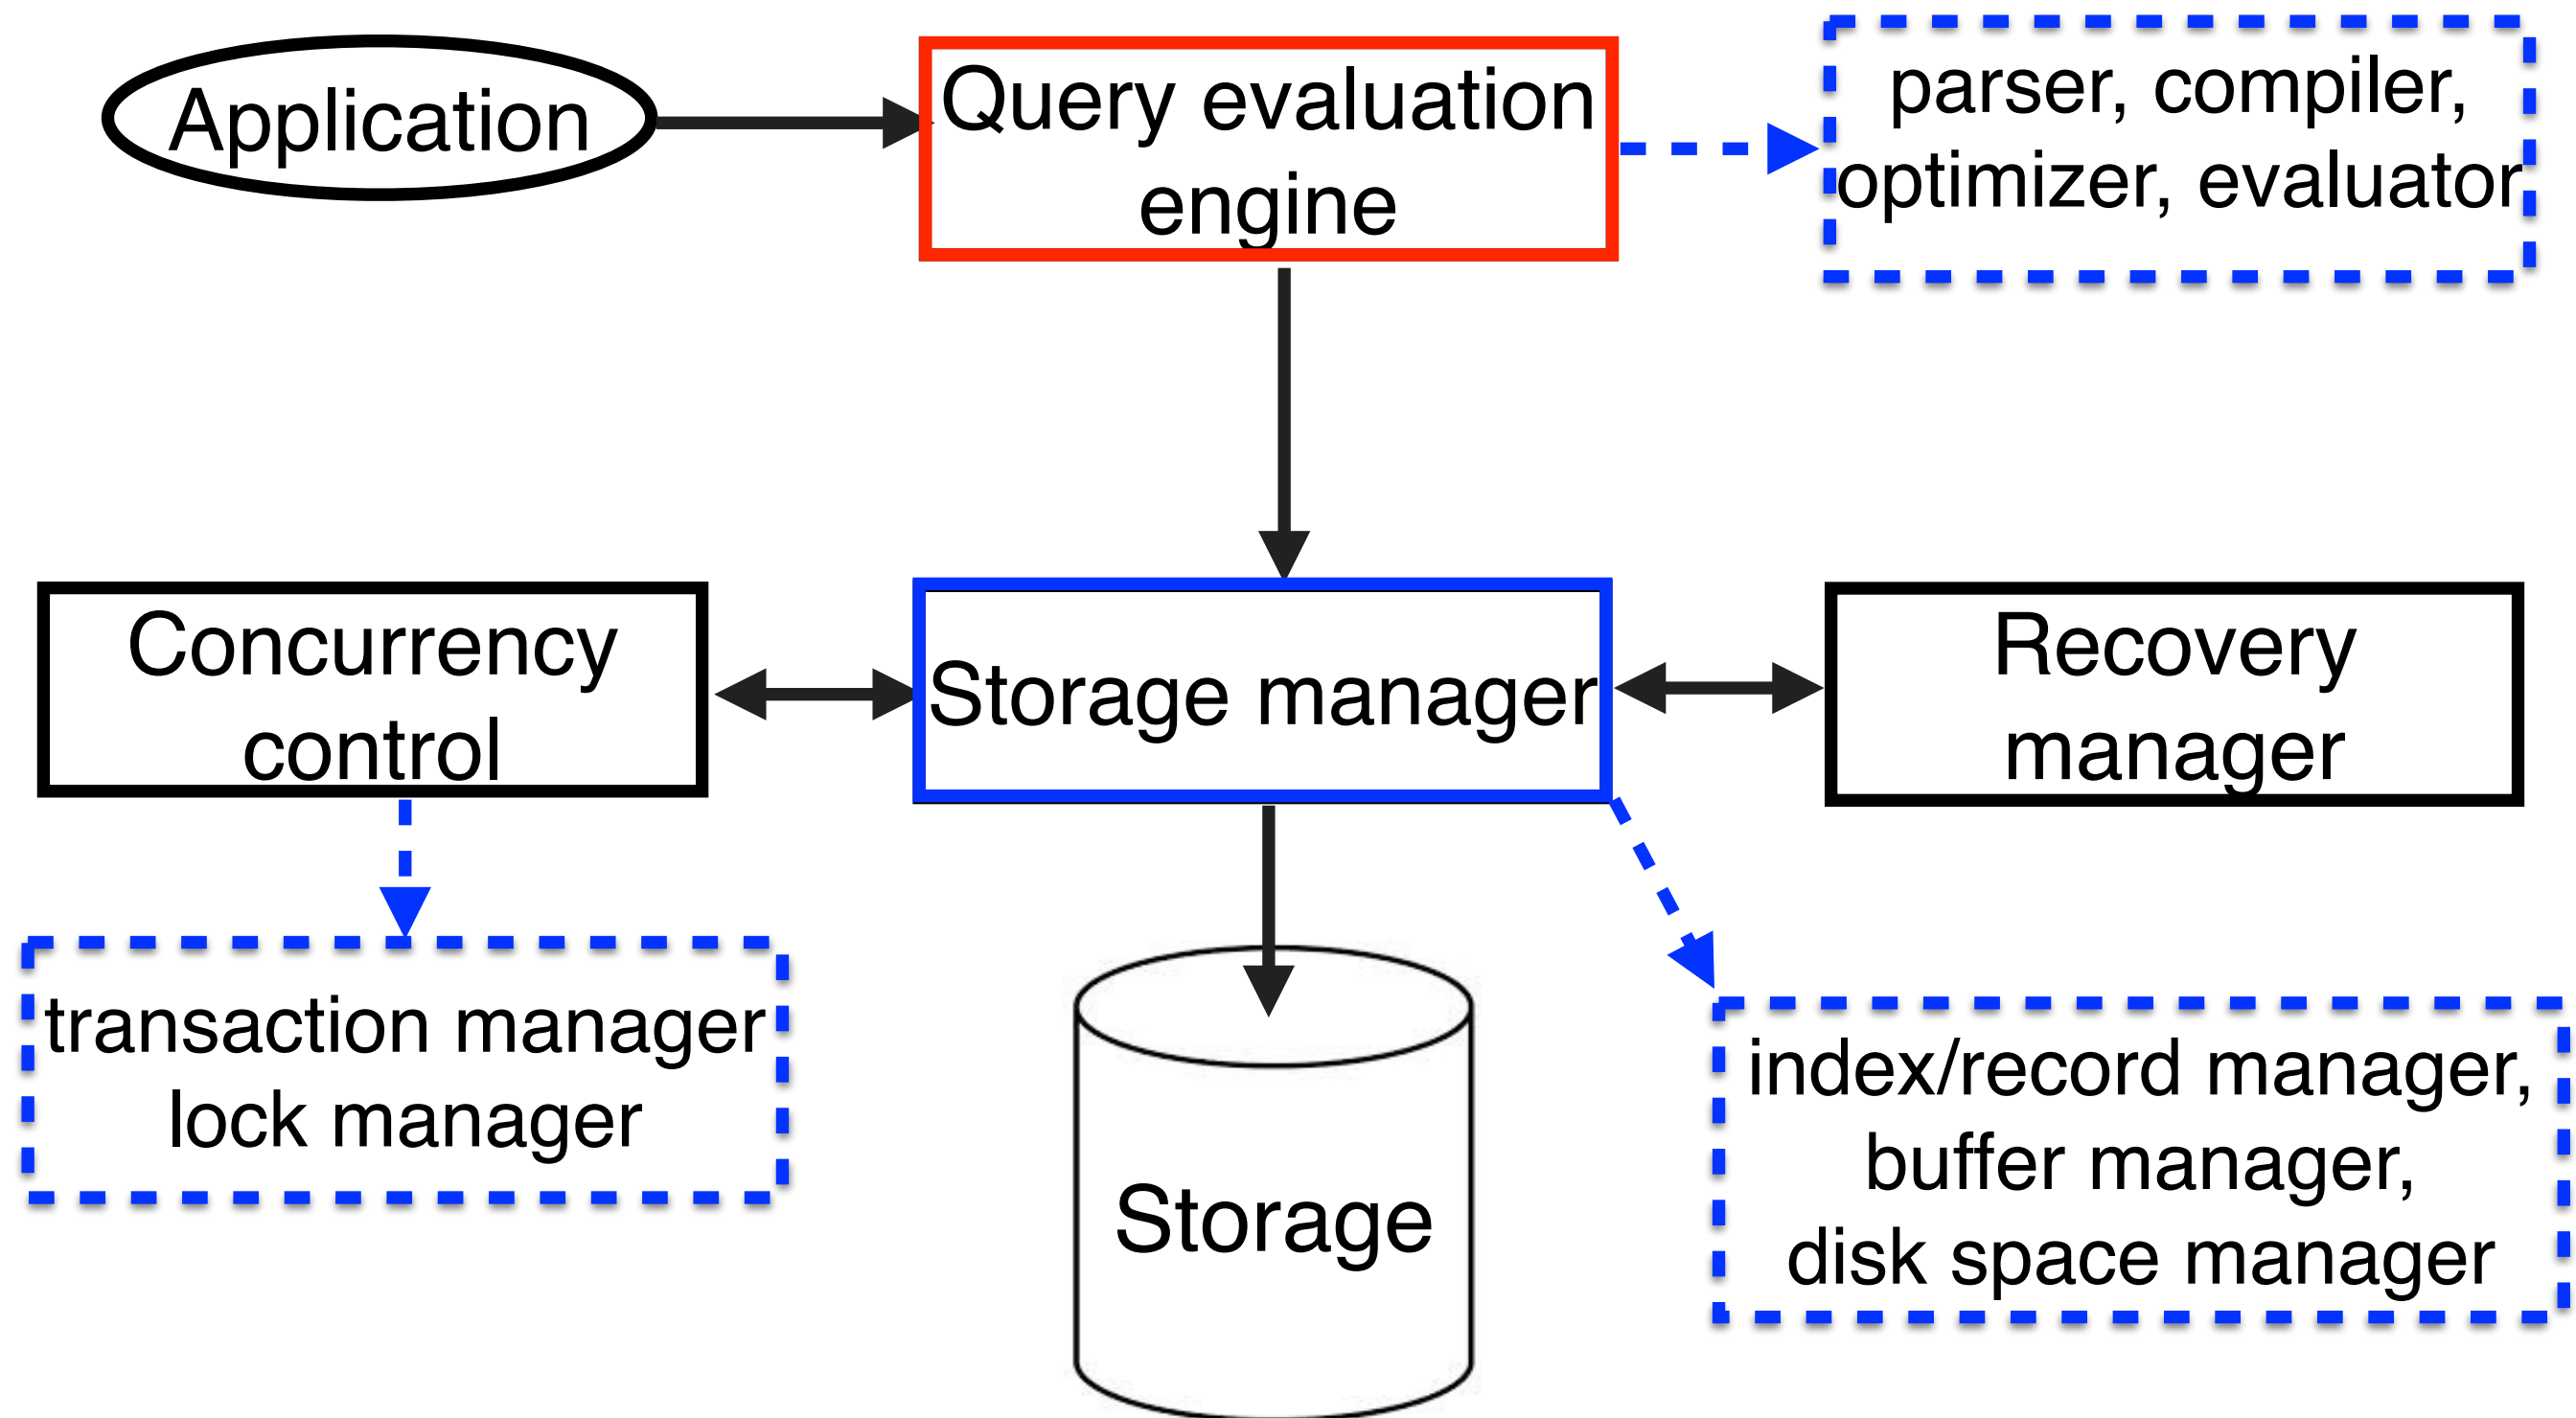 Application
Query evaluation
engine
parser, compiler,
optimizer, evaluator
Concurrency
control
Storage manager
Recovery
manager
transaction manager
lock manager
Storage
index/record manager,
buffer manager,
disk space manager